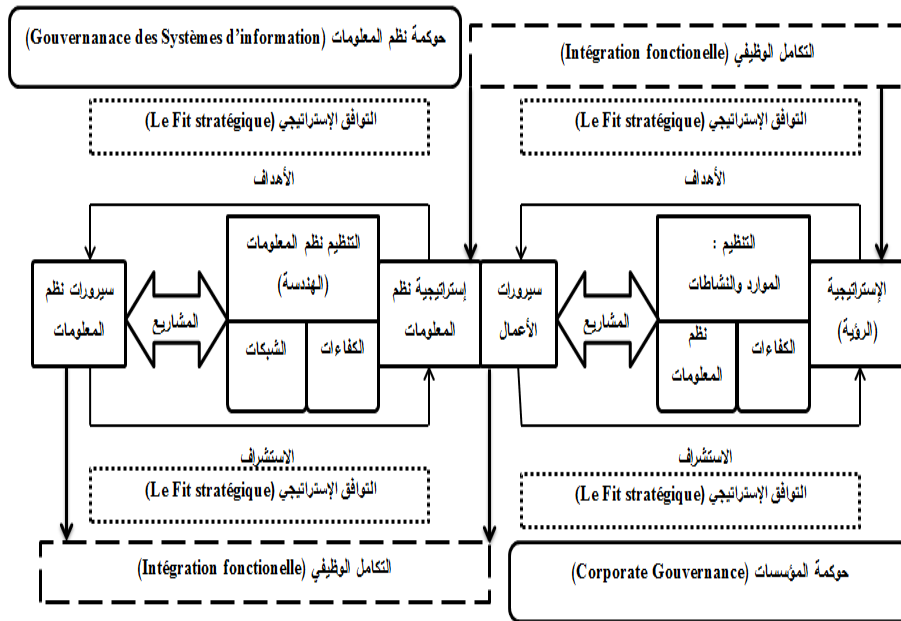 حوكمة نظم المعلومات (Gouvernanace des Systèmes d’information)
التكامل الوظيفي (Intégration fonctionelle)
التوافق الإستراتيجي (Le Fit stratégique)
التوافق الإستراتيجي (Le Fit stratégique)
الأهداف
الأهداف
الإستراتيجية
(الرؤية)
التنظيم :
الموارد والنشاطات
الكفاءات
نظم
المعلومات
المشاريع
سيرورات
الأعمال
إستراتيجية نظم
المعلومات
التنظيم نظم المعلومات
(الهندسة)
الكفاءات
الشبكات
المشاريع
سيرورات نظم
المعلومات
الاستشراف
الاستشراف
التوافق الإستراتيجي (Le Fit stratégique)
التوافق الإستراتيجي (Le Fit stratégique)
التكامل الوظيفي (Intégration fonctionelle)
حوكمة المؤسسات (Corporate Gouvernance)